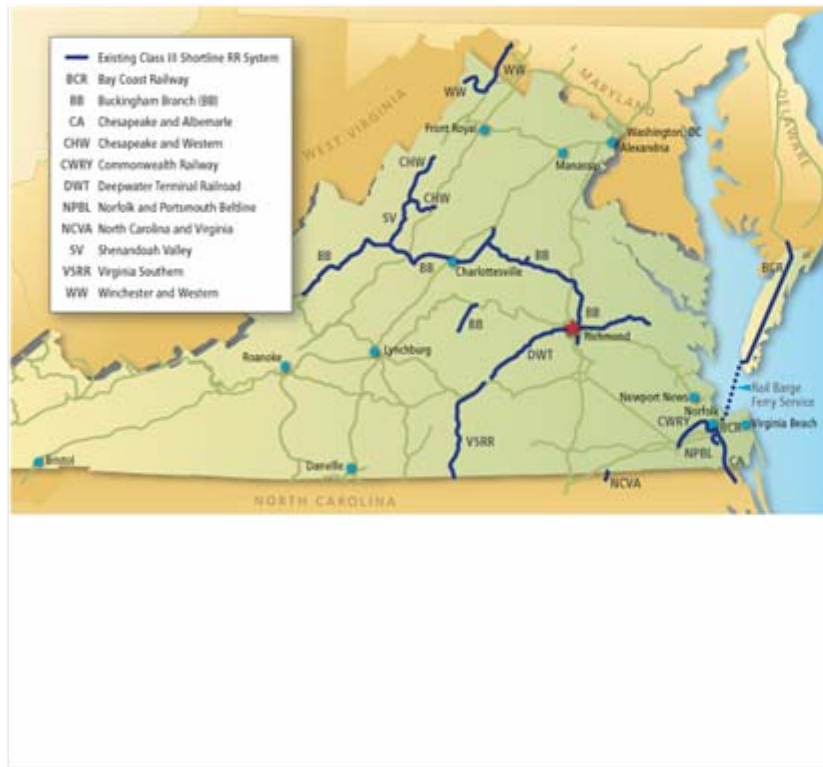 Existing Class III Shortline RR System
BCR Bay Coast Railway
BB Buckingham Branch (BB)
CA Chesapeake and Albemarle
CHW Chesapeake and Western
CWRY Commonwealth Railway
DWT Deepwater Terminal Railroad
NPBL Norfolk and Portsmouth Beltline
NCVA North Carolina and Virginia
SV Shenandoah Valley
VSRR Virginia Southern
WW Winchester and Western
WW
WW
MARYLAND
DELAWARE
WEST VIRGINIA
Front Royal
Washington, DC
Alexandria
Manassas
CHW
CHW
SV
BB
BB
BB
Charlottesville
BCR
BB
BB
Richmond
DWT
Roanoke
Lynchburg
Rail Barge
Ferry Service
Newport News
Norfolk
CWRY
BCR
Virginia Beach
VSRR
NPBL
CA
Bristol
Danville
NCVA
NORTH CAROLINA